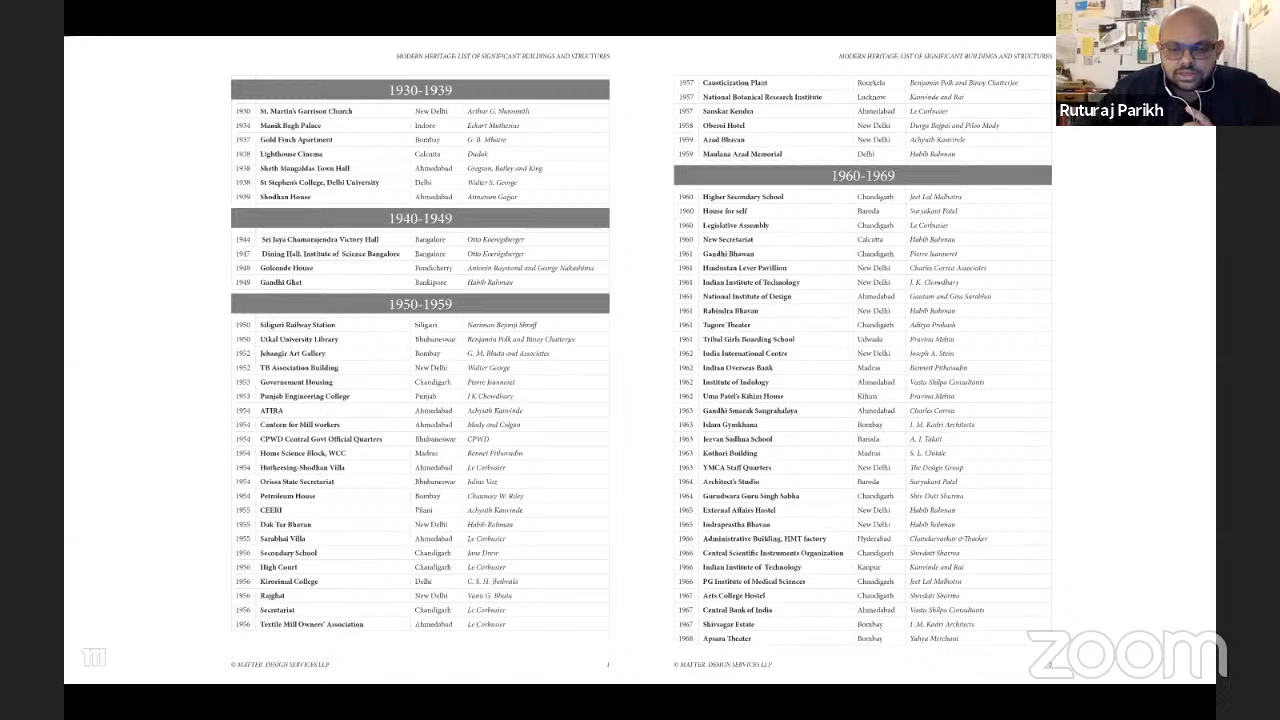 MODERN HERITAGE: LIST OF SIGNIFICANT BUILDINGS AND STRUCTURES
1930-1939
1930 St. Martin's Garrison Church New Delhi Arthur G. Shoosmith
1934 Manik Bagh Palace Indore Eckart Muthesius
1937 Gold Finch Apartment Bombay G. B. Mhatre
1938 Lighthouse Cinema Calcutta Dudok
1938 Sheth Mangaldas Town Hall Ahmedabad Gregson, Batley and King
1938 St Stephen's College, Delhi University Delhi Walter S. George
1939 Shodhan House Ahmedabad Atmaram Gajjar
1940-1949
1944 Sri Jaya Chamarajendra Victory Hall Bangalore Otto Koenigsberger
1947 Dining Hall, Institute of Science Bangalore Bangalore Otto Koenigsberger
1948 Golconde House Pondicherry Antonin Raymond and George Nakashima
1949 Gandhi Ghat Bankipore Habib Rahman
1950-1959
1950 Siliguri Railway Station Siliguri Nariman Bejonji Shroff
1950 Utkal University Library Bhubaneswar Benjamin Polk and Binoy Chatterjee
1952 Jehangir Art Gallery Bombay G. M. Bhuta and Associates
1952 TB Association Building New Delhi Walter George
1953 Governement Housing Chandigarh Pierre Jeanneret
1953 Punjab Engineering College Punjab J K Chowdhary
1954 ATIRA Ahmedabad Achyuth Kanvinde
1954 Canteen for Mill workers Ahmedabad Mody and Colgan
1954 CPWD Central Govt Official Quarters Bhubaneswar CPWD
1954 Home Science Block, WCC Madras Bennet Pithavadin
1954 Hutheesing-Shodhan Villa Ahmedabad Le Corbusier
1954 Orissa State Secretariat Bhubaneswar Julius Vaz
1954 Petroleum House Bombay Chauncey W. Riley
1955 CEERI Pilani Achyuth Kanvinde
1955 Dak Tar Bhavan New Delhi Habib Rahman
1955 Sarabhai Villa Ahmedabad Le Corbusier
1956 Secondary School Chandigarh Jane Drew
1956 High Court Chandigarh Le Corbusier
1956 Kirorimal College Delhi C. S. H. Jhabvala
1956 Rajghat New Delhi Vanu G. Bhuta
1956 Secretariat Chandigarh Le Corbusier
1956 Textile Mill Owners' Association Ahmedabad Le Corbusier
© MATTER. DESIGN SERVICES LLP 1
MODERN HERITAGE: LIST OF SIGNIFICANT BUILDINGS AND STRUCTURES
1957 Causticization Plant Rourkela Benjamin Polk and Binoy Chatterjee
1957 National Botanical Research Institute Lucknow Kanvinde and Rai
1957 Sanskar Kendra Ahmedabad Le Corbusier
1958 Oberoi Hotel New Delhi Durga Bajpai and Piloo Mody
1959 Azad Bhavan New Delhi Achyuth Kanvinde
1959 Maulana Azad Memorial Delhi Habib Rahman
1960-1969
1960 Higher Secondary School Chandigarh Jeet Lal Malhotra
1960 House for self Baroda Suryakant Patel
1960 Legislative Assembly Chandigarh Le Corbusier
1960 New Secretariat Calcutta Habib Rahman
1961 Gandhi Bhawan Chandigarh Pierre Jeanneret
1961 Hindustan Lever Pavillion New Delhi Charles Correa Associates
1961 Indian Institute of Technology New Delhi J. K. Chowdhary
1961 National Institute of Design Ahmedabad Gautam and Gira Sarabhai
1961 Rabindra Bhavan New Delhi Habib Rahman
1961 Tagore Theater Chandigarh Aditya Prakash
1961 Tribal Girls Boarding School Udwada Pravina Mehta
1962 India International Centre New Delhi Joseph A. Stein
1962 Indian Overseas Bank Madras Bennett Pithavadin
1962 Institute of Indology Ahmedabad Vastu Shilpa Consultants
1962 Uma Patel's Kihim House Kihim Pravina Mehta
1963 Gandhi Smarak Sangrahalaya Ahmedabad Charles Correa
1963 Islam Gymkhana Bombay I. M. Kadri Architects
1963 Jeevan Sadhna School Baroda A. J. Talati
1963 Kothari Building Madras S. L. Chitale
1963 YMCA Staff Quarters New Delhi The Design Group
1964 Architect's Studio Baroda Suryakant Patel
1964 Gurudwara Guru Singh Sabha Chandigarh Shiv Datt Sharma
1965 External Affairs Hostel New Delhi Habib Rahman
1965 Indraprastha Bhavan New Delhi Habib Rahman
1966 Administrative Building, HMT factory Hyderabad Chandavarkar & Thacker
1966 Central Scientific Instruments Organization Chandigarh Shivdatt Sharma
1966 Indian Institute of Technology Kanpur Kanvinde and Rai
1966 PG Institute of Medical Sciences Chandigarh Jeet Lal Malhotra
1967 Arts College Hostel Chandigarh Shivdatt Sharma
1967 Central Bank of India Ahmedabad Vastu Shilpa Consultants
1967 Shivsagar Estate Bombay I. M. Kadri Architects
1968 Apsara Theater Bombay Yahya Merchant
© MATTER. DESIGN SERVICES LLP
Ruturaj Parikh
zoom